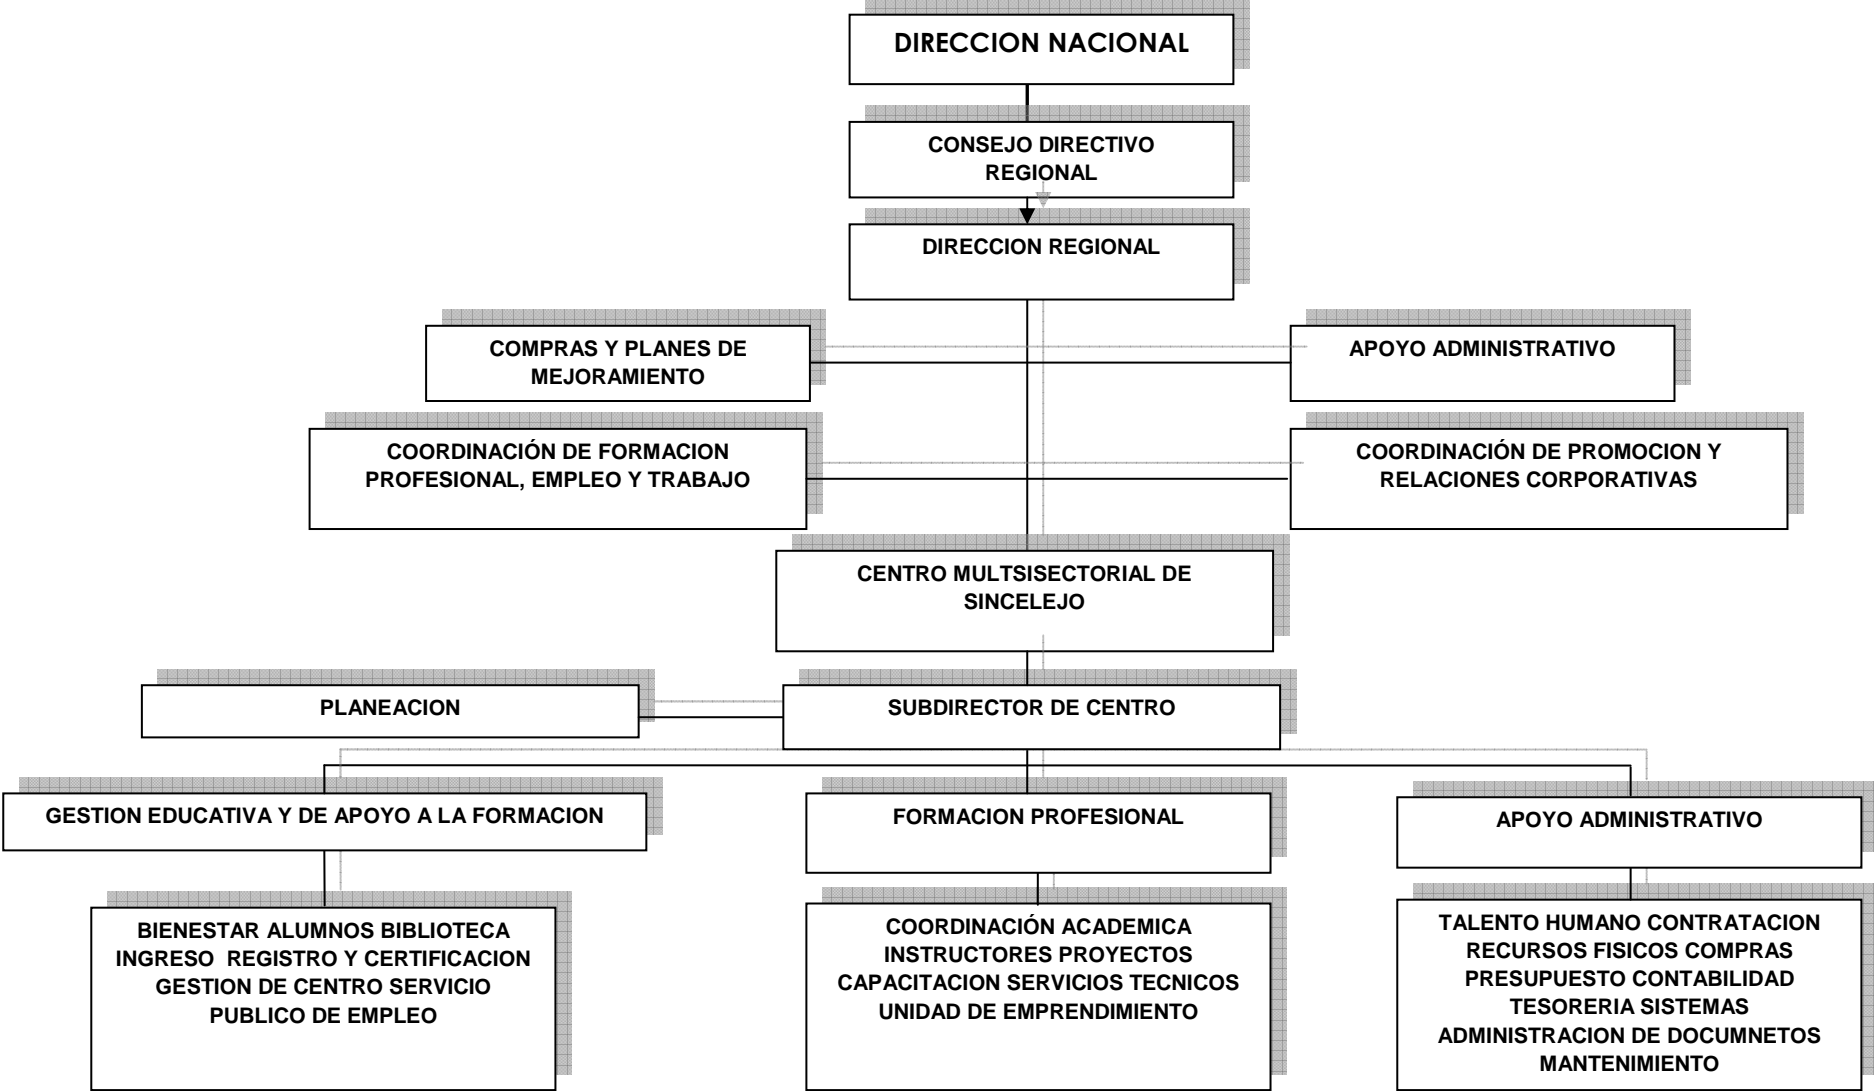 DIRECCION NACIONAL
CONSEJO DIRECTIVO
REGIONAL
DIRECCION REGIONAL
COMPRAS Y PLANES DE
MEJORAMIENTO
APOYO ADMINISTRATIVO
COORDINACIÓN DE FORMACION
PROFESIONAL, EMPLEO Y TRABAJO
COORDINACIÓN DE PROMOCION Y
RELACIONES CORPORATIVAS
CENTRO MULTSISECTORIAL DE
SINCELEJO
PLANEACION
SUBDIRECTOR DE CENTRO
GESTION EDUCATIVA Y DE APOYO A LA FORMACION
FORMACION PROFESIONAL
APOYO ADMINISTRATIVO
BIENESTAR ALUMNOS BIBLIOTECA
INGRESO  REGISTRO Y CERTIFICACION
GESTION DE CENTRO SERVICIO
PUBLICO DE EMPLEO
COORDINACIÓN ACADEMICA
INSTRUCTORES PROYECTOS
CAPACITACION SERVICIOS TECNICOS
UNIDAD DE EMPRENDIMIENTO
TALENTO HUMANO CONTRATACION
RECURSOS FISICOS COMPRAS
PRESUPUESTO CONTABILIDAD
TESORERIA SISTEMAS
ADMINISTRACION DE DOCUMNETOS
MANTENIMIENTO